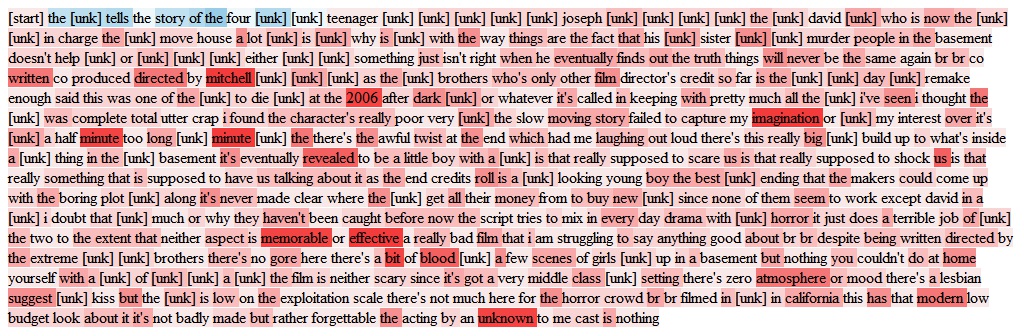 [start] the [unk] tells the story of the four [unk] [unk] teenager [unk] [unk] [unk] [unk] [unk] joseph [unk] [unk] [unk] [unk] the [unk] david [unk] who is now the [unk]
[unk] in charge the [unk] move house a lot [unk] is [unk] why is [unk] with the way things are the fact that his [unk] sister [unk] [unk] murder people in the basement
doesn't help [unk] or [unk] [unk] [unk] either [unk] [unk] something just isn't right when he eventually finds out the truth things will never be the same again br br co
written co produced directed by mitchell [unk] [unk] [unk] as the [unk] brothers who's only other film director's credit so far is the [unk] [unk] day [unk] remake
enough said this was one of the [unk] to die [unk] at the 2006 after dark [unk] or whatever it's called in keeping with pretty much all the [unk] i've seen i thought the
[unk] was complete total utter crap i found the character's really poor very [unk] the slow moving story failed to capture my imagination or [unk] my interest over it's
[unk] a half minute too long [unk] minute [unk] the there's the awful twist at the end which had me laughing out loud there's this really big [unk] build up to what's inside
a [unk] thing in the [unk] basement it's eventually revealed to be a little boy with a [unk] is that really supposed to scare us is that really supposed to shock us is that
really something that is supposed to have us talking about it as the end credits roll is a [unk] looking young boy the best [unk] ending that the makers could come up
with the boring plot [unk] along it's never made clear where the [unk] get all their money from to buy new [unk] since none of them seem to work except david in a
[unk] i doubt that [unk] much or why they haven't been caught before now the script tries to mix in every day drama with [unk] horror it just does a terrible job of [unk]
the two to the extent that neither aspect is memorable or effective a really bad film that i am struggling to say anything good about br br despite being written directed by
the extreme [unk] brothers there's no gore here there's a bit of blood [unk] a few scenes of girls [unk] up in a basement but nothing you couldn't do at home
yourself with a [unk] of [unk] [unk] a [unk] the film is neither scary since it's got a very middle class [unk] setting there's zero atmosphere or mood there's a lesbian
suggest [unk] kiss but the [unk] is low on the exploitation scale there's not much here for the horror crowd br br filmed in [unk] in california this has that modern low
budget look about it it's not badly made but rather forgettable the acting by an unknown to me cast is nothing